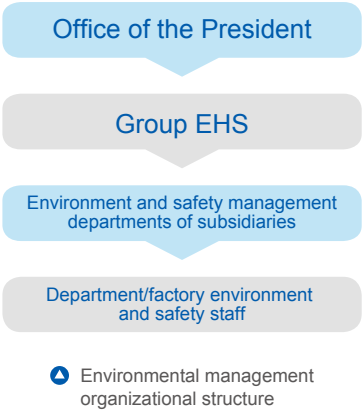 Office of the President
Group EHS
Environment and safety management
departments of subsidiaries
Department/factory environment
and safety staff
Environmental management
organizational structure